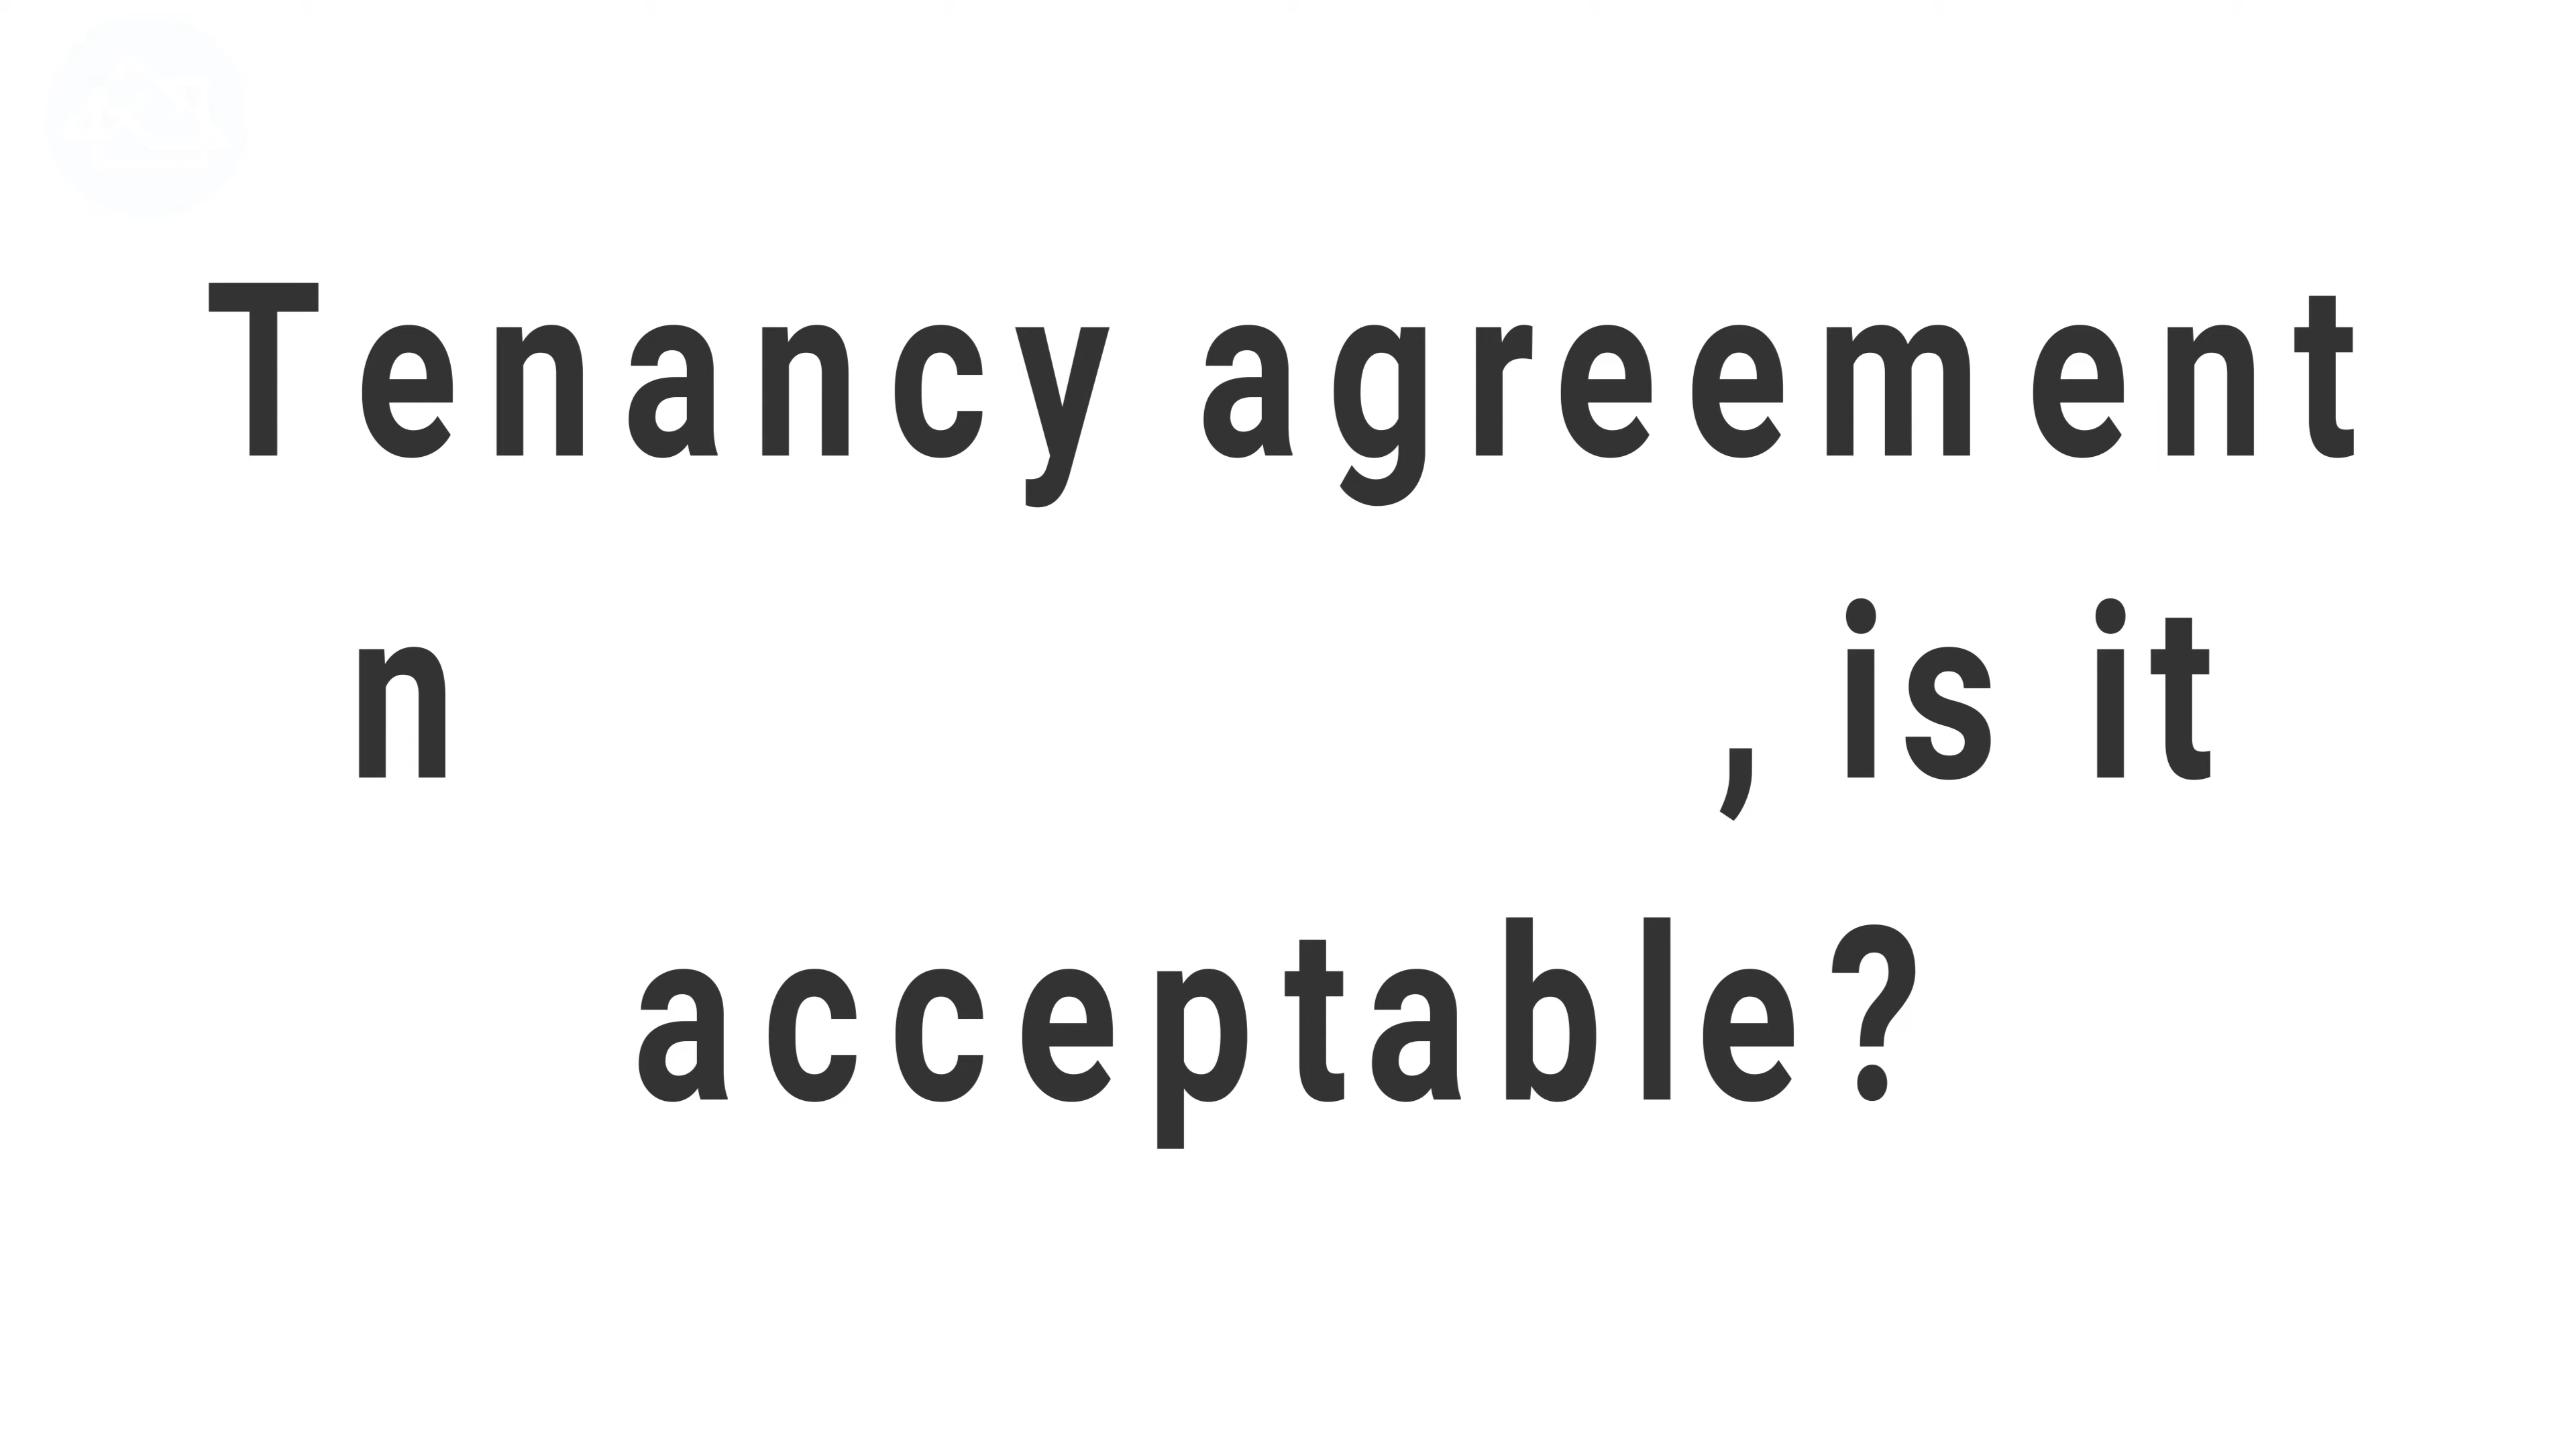 Tenancy agreement
n , is it
acceptable?